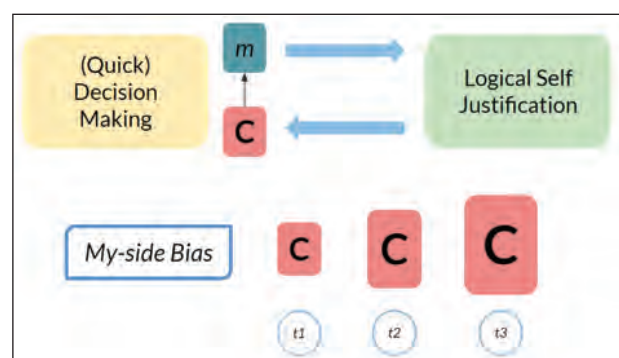 (Quick)
Decision
Making
m
C
Logical Self
Justification
My-side Bias
C
C
C
t1
t2
t3